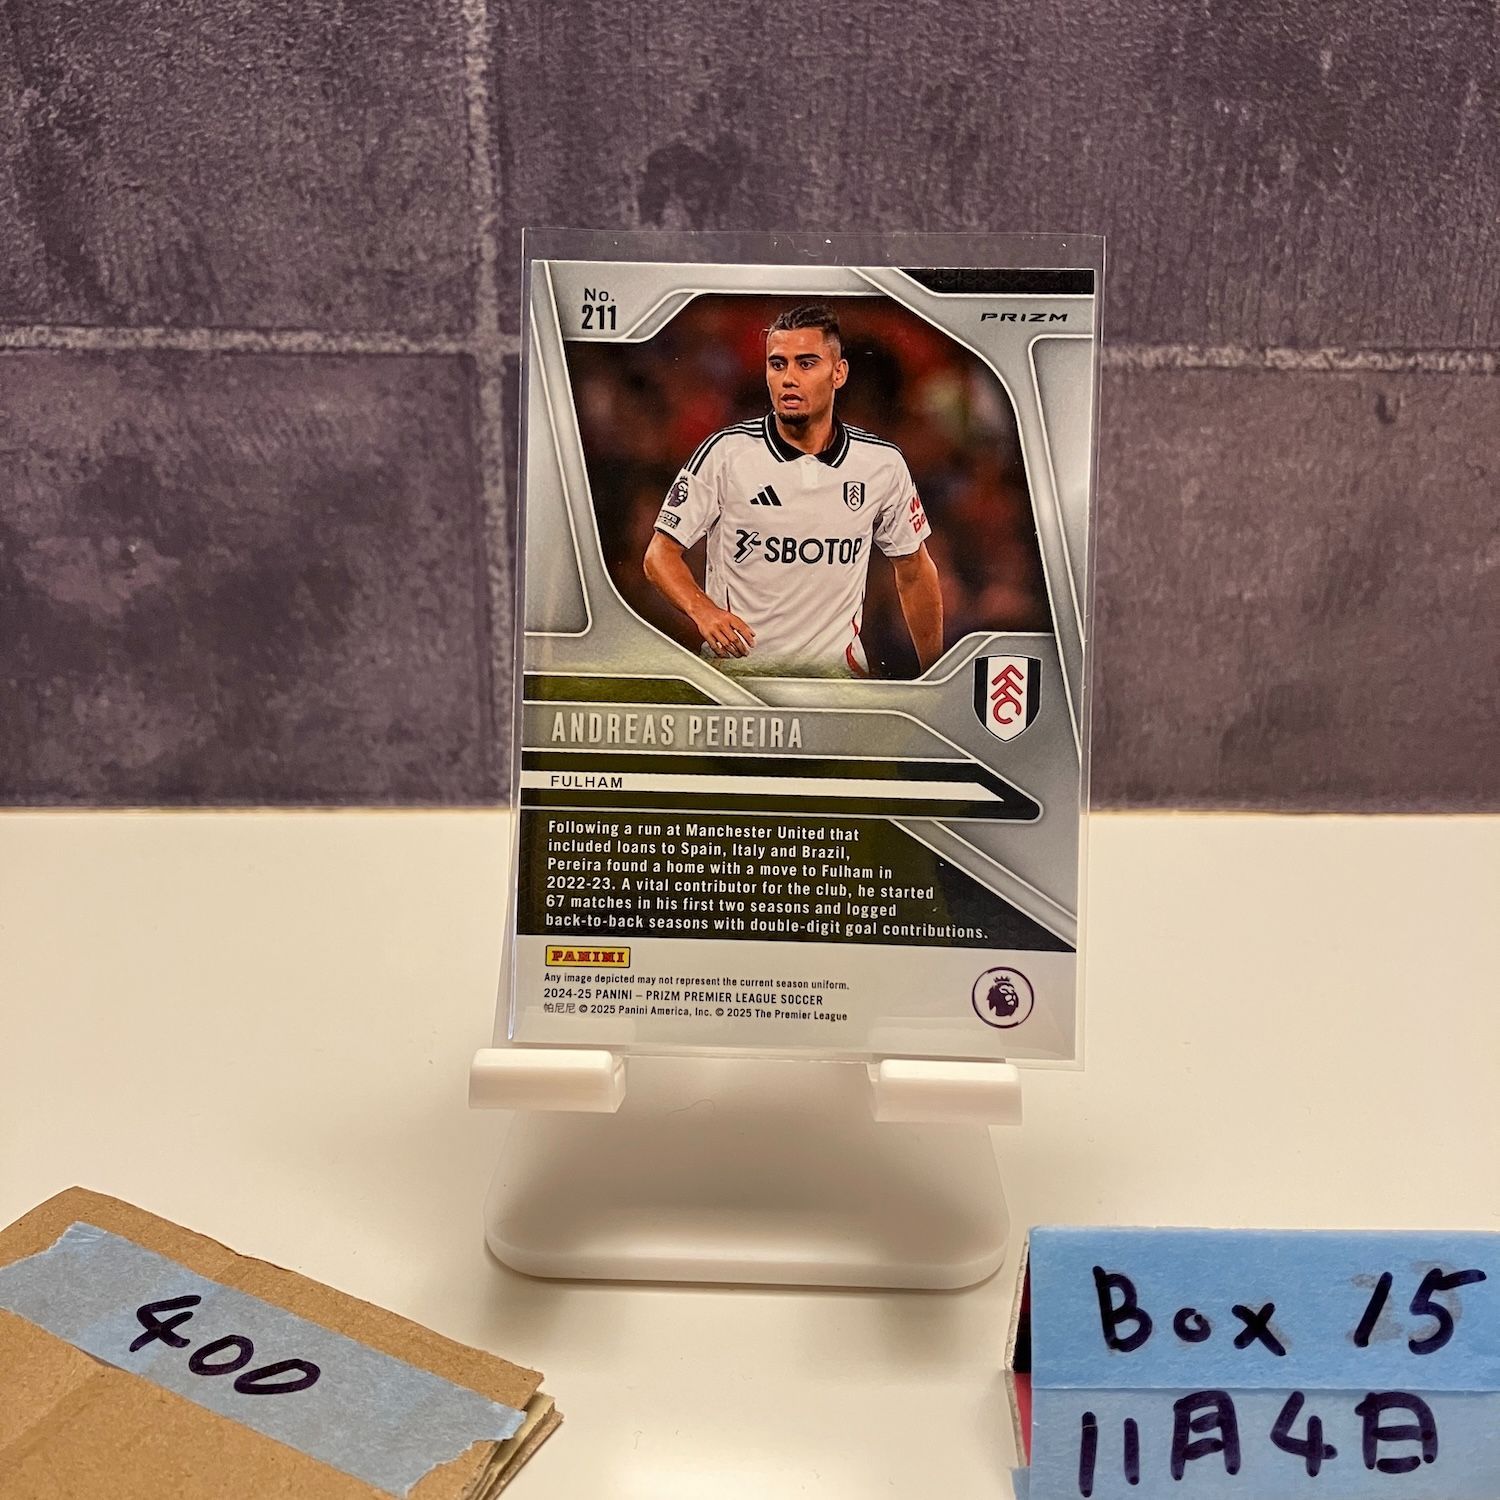 No.
211
PRIZM
SBOTOP
FFC
ANDREAS PEREIRA
FULHAM
Following a run at Manchester United that
included loans to Spain, Italy and Brazil,
Pereira found a home with a move to Fulham in
2022-23. A vital contributor for the club, he started
67 matches in his first two seasons and logged
back-to-back seasons with double-digit goal contributions.
PANINI
Any image depicted may not represent the current season uniform.
2024-25 PANINI – PRIZM PREMIER LEAGUE SOCCER
帕尼尼 © 2025 Panini America, Inc. © 2025 The Premier League
400
Box 15
11月4日